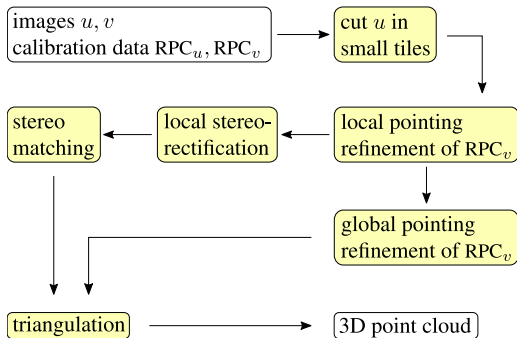 images u, v
calibration data RPC_u, RPC_v
cut u in
small tiles
stereo
matching
local stereo-
rectification
local pointing
refinement of RPC_v
global pointing
refinement of RPC_v
triangulation
3D point cloud